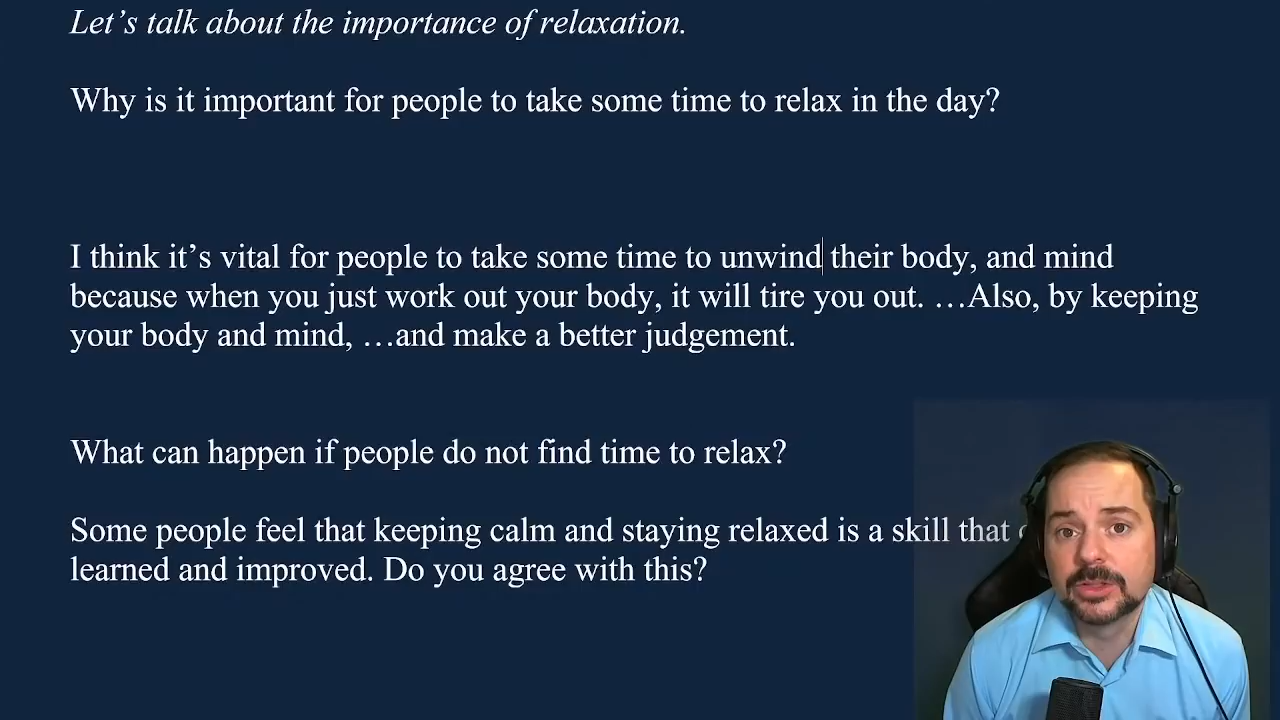 Let’s talk about the importance of relaxation.
Why is it important for people to take some time to relax in the day?
I think it’s vital for people to take some time to unwind their body, and mind
because when you just work out your body, it will tire you out. …Also, by keeping
your body and mind, …and make a better judgement.
What can happen if people do not find time to relax?
Some people feel that keeping calm and staying relaxed is a skill that
learned and improved. Do you agree with this?